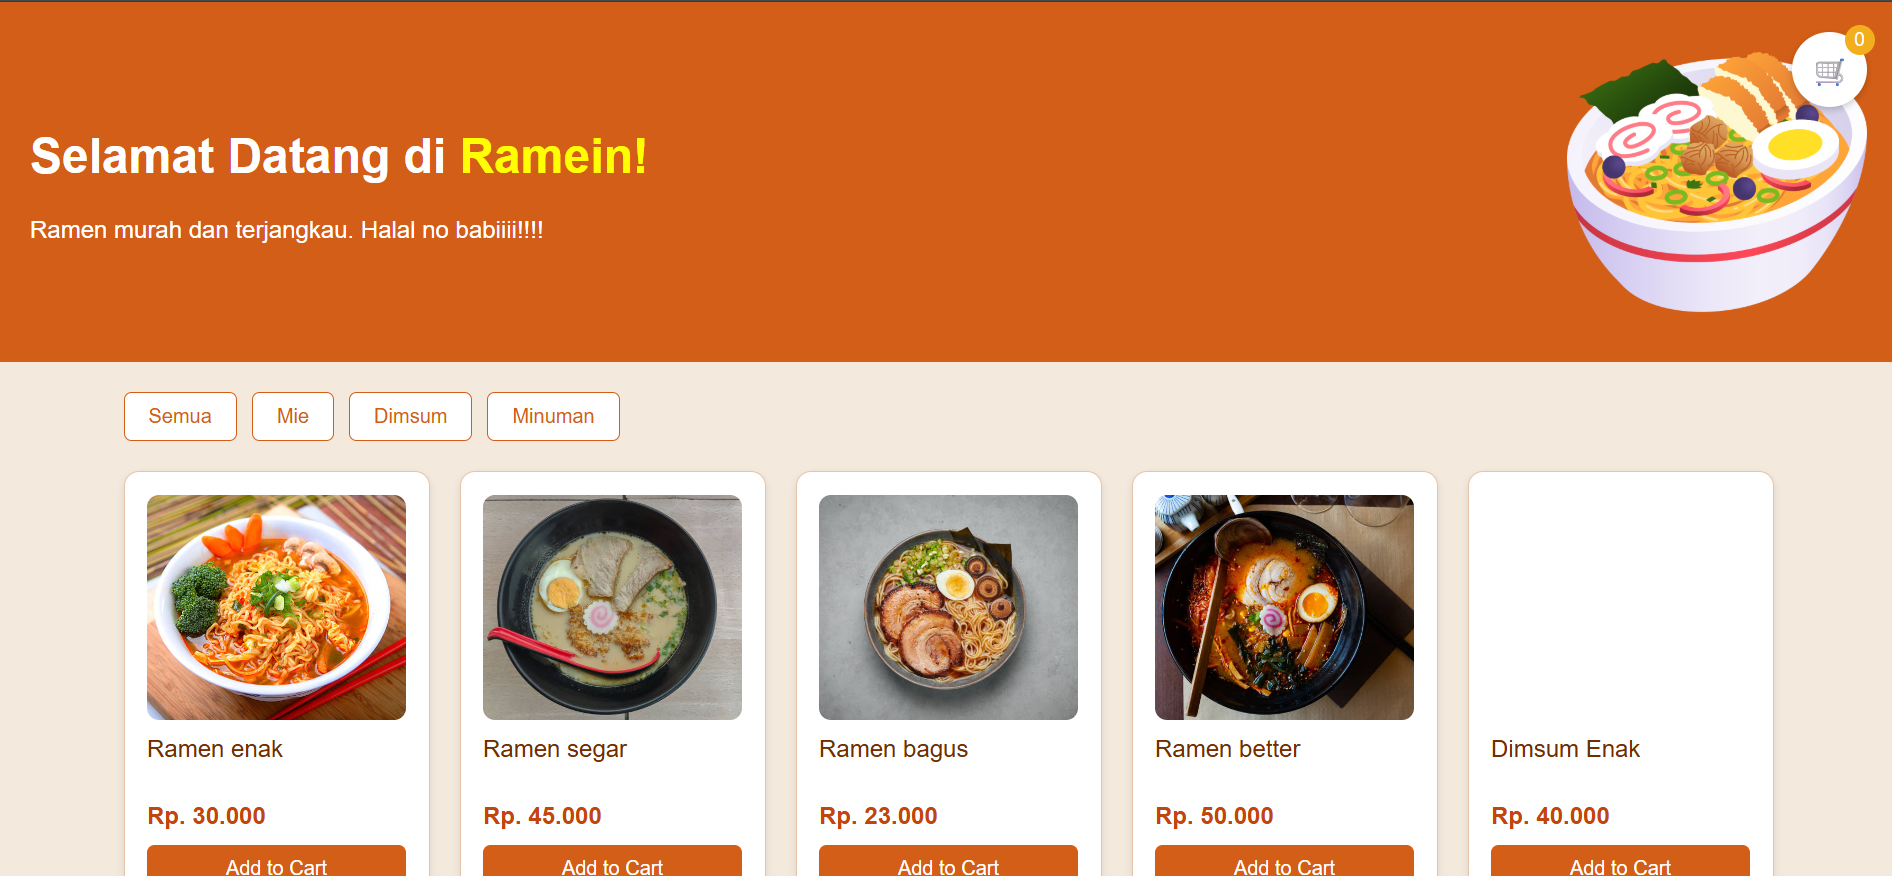 0
Selamat Datang di Ramein!
Ramen murah dan terjangkau. Halal no babiiii!!!!
Semua
Mie
Dimsum
Minuman
Ramen enak
Rp. 30.000
Add to Cart
Ramen segar
Rp. 45.000
Add to Cart
Ramen bagus
Rp. 23.000
Add to Cart
Ramen better
Rp. 50.000
Add to Cart
Dimsum Enak
Rp. 40.000
Add to Cart